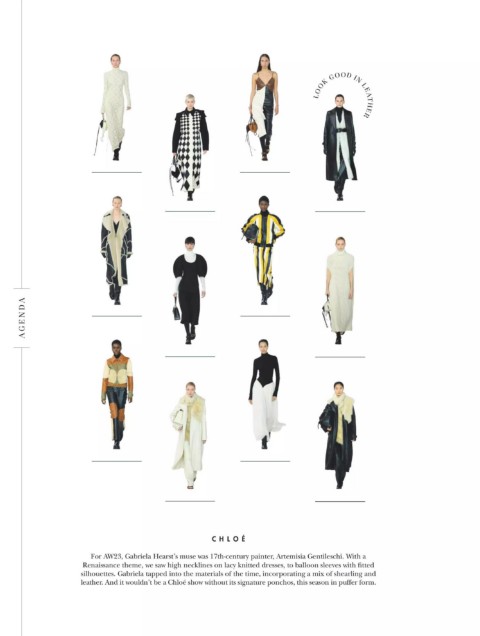 LOOK GOOD IN LEATHER
AGENDA
CHLOÉ
For AW23, Gabriela Hearst's muse was 17th-century painter, Artemisia Gentileschi. With a
Renaissance theme, we saw high necklines on lacy knitted dresses, to balloon sleeves with fitted
silhouettes. Gabriela tapped into the materials of the time, incorporating a mix of shearling and
leather. And it wouldn't be a Chloé show without its signature ponchos, this season in puffer form.